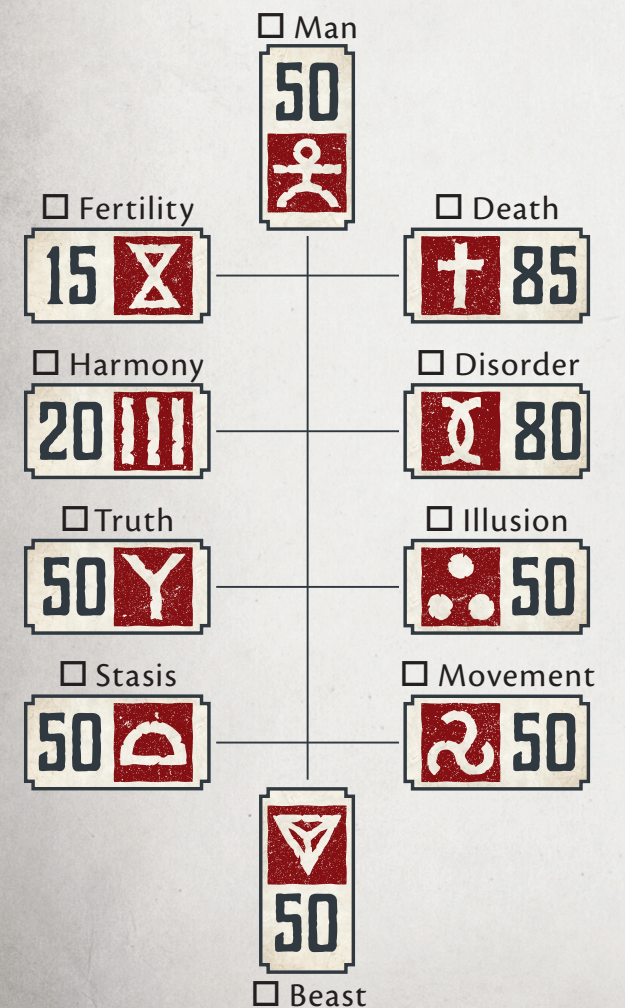 Man
50
Fertility
15
Death
85
Harmony
20
Disorder
80
Truth
50
Illusion
50
Stasis
50
Movement
50
50
Beast